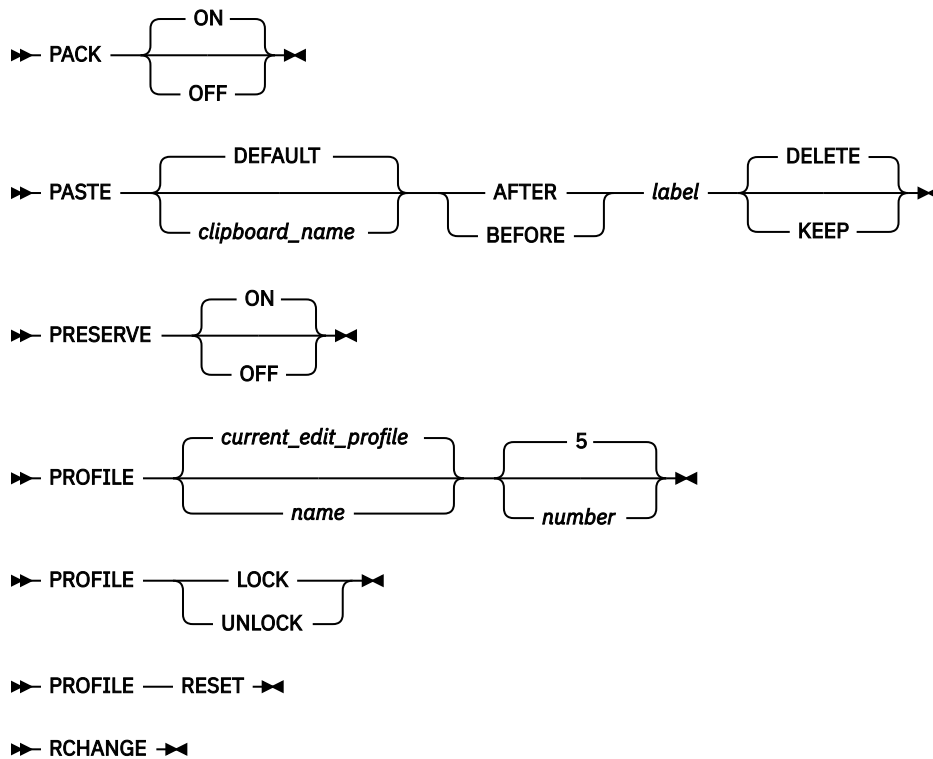 ON
PACK
OFF
DEFAULT DELETE
PASTE AFTER label
clipboard_name BEFORE KEEP
ON
PRESERVE
OFF
current_edit_profile 5
PROFILE
name number
PROFILE LOCK
UNLOCK
PROFILE RESET
RCHANGE